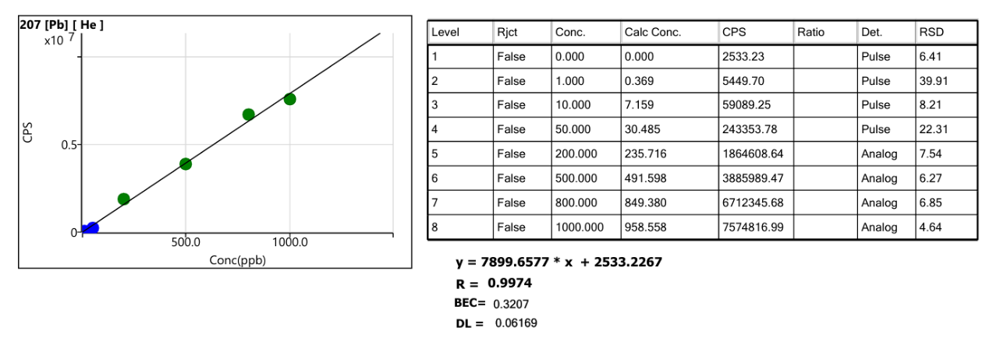 207 [Pb] [ He ]
x10 7
0.5
0
500.0
1000.0
CPS
Conc(ppb)
Level Rjct Conc. Calc Conc. CPS Ratio Det. RSD
1 False 0.000 0.000 2533.23 Pulse 6.41
2 False 1.000 0.369 5449.70 Pulse 39.91
3 False 10.000 7.159 59089.25 Pulse 8.21
4 False 50.000 30.485 243353.78 Pulse 22.31
5 False 200.000 235.716 1864608.64 Analog 7.54
6 False 500.000 491.598 3885989.47 Analog 6.27
7 False 800.000 849.380 6712345.68 Analog 6.85
8 False 1000.000 958.558 7574816.99 Analog 4.64
y = 7899.6577 * x + 2533.2267
R = 0.9974
BEC= 0.3207
DL = 0.06169